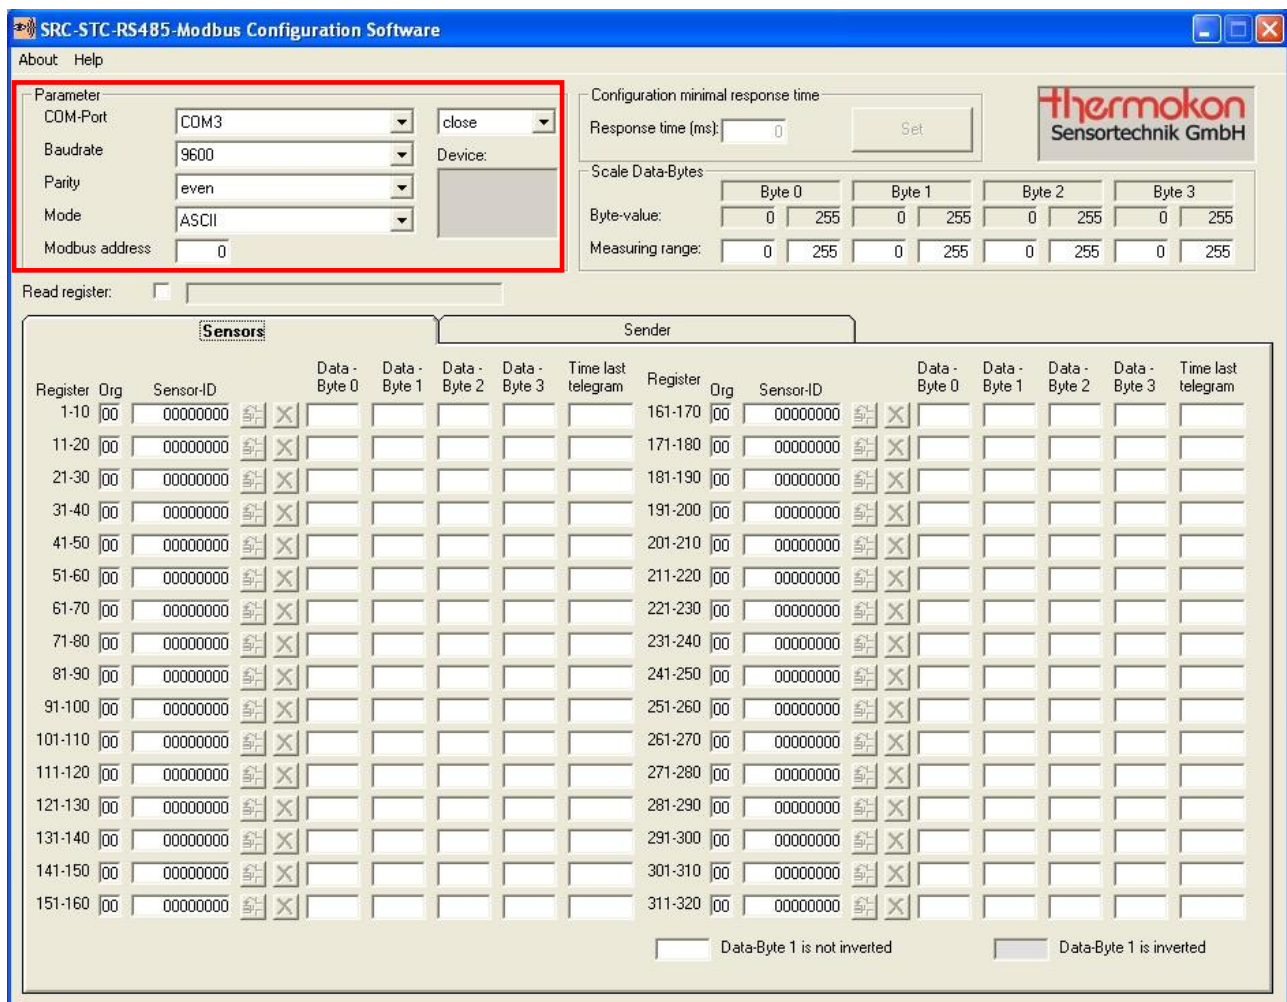 SRC-STC-RS485-Modbus Configuration Software
About Help
Parameter
COM-Port COM3 close
Baudrate 9600 Device:
Parity even
Mode ASCII
Modbus address 0
Configuration minimal response time
Response time (ms): 0 Set
thermokon
Sensortechnik GmbH
Scale Data-Bytes
Byte 0 Byte 1 Byte 2 Byte 3
Byte-value: 0 255 0 255 0 255 0 255
Measuring range: 0 255 0 255 0 255 0 255
Read register:
Sensors Sender
Register Org Sensor-ID Data-Byte 0 Data-Byte 1 Data-Byte 2 Data-Byte 3 Time last telegram Register Org Sensor-ID Data-Byte 0 Data-Byte 1 Data-Byte 2 Data-Byte 3 Time last telegram
1-10 00 00000000 161-170 00 00000000
11-20 00 00000000 171-180 00 00000000
21-30 00 00000000 181-190 00 00000000
31-40 00 00000000 191-200 00 00000000
41-50 00 00000000 201-210 00 00000000
51-60 00 00000000 211-220 00 00000000
61-70 00 00000000 221-230 00 00000000
71-80 00 00000000 231-240 00 00000000
81-90 00 00000000 241-250 00 00000000
91-100 00 00000000 251-260 00 00000000
101-110 00 00000000 261-270 00 00000000
111-120 00 00000000 271-280 00 00000000
121-130 00 00000000 281-290 00 00000000
131-140 00 00000000 291-300 00 00000000
141-150 00 00000000 301-310 00 00000000
151-160 00 00000000 311-320 00 00000000
Data-Byte 1 is not inverted Data-Byte 1 is inverted